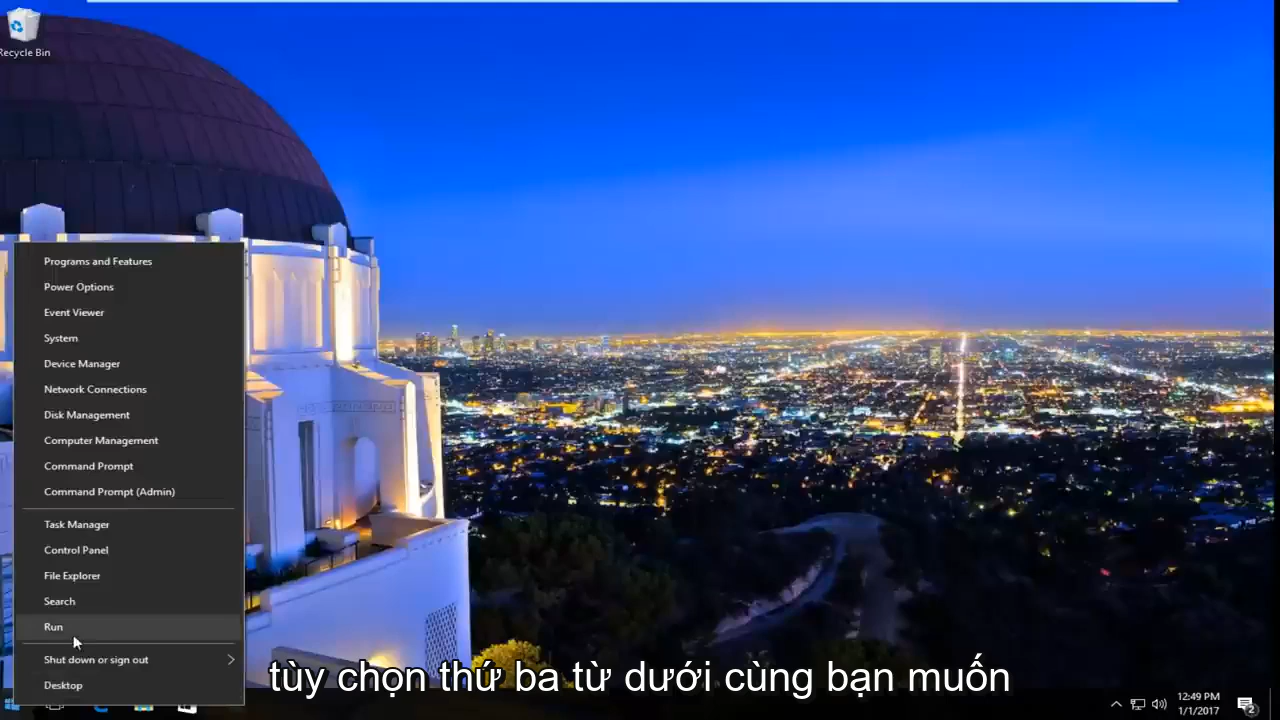 Recycle Bin
Programs and Features
Power Options
Event Viewer
System
Device Manager
Network Connections
Disk Management
Computer Management
Command Prompt
Command Prompt (Admin)
Task Manager
Control Panel
File Explorer
Search
Run
Shut down or sign out
Desktop
tùy chọn thứ ba từ dưới cùng bạn muốn
12:49 PM
1/1/2017
2